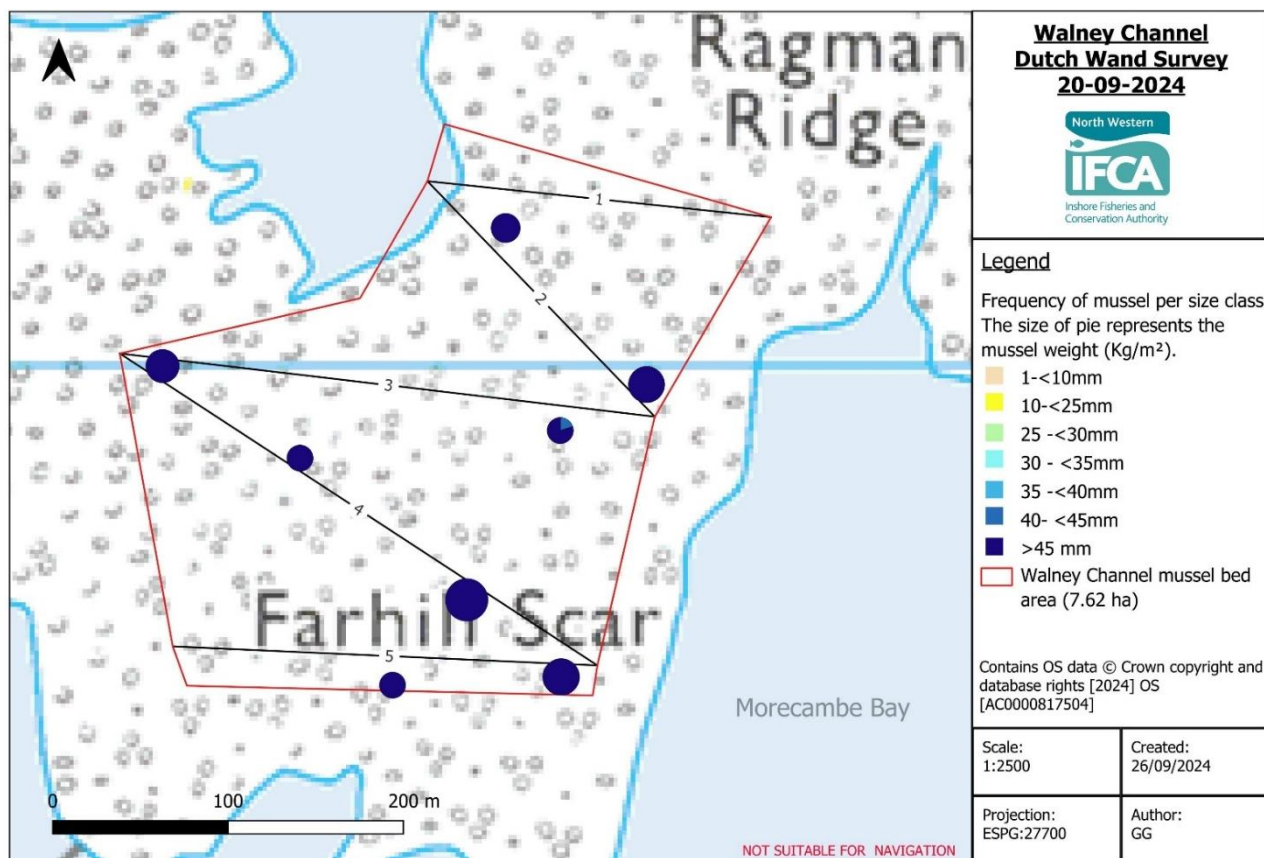 Ragman
Ridge
1
2
3
4
Farhill Scar
5
Morecambe Bay
0 100 200 m
NOT SUITABLE FOR NAVIGATION
Walney Channel
Dutch Wand Survey
20-09-2024
North Western
IFCA
Inshore Fisheries and
Conservation Authority
Legend
Frequency of mussel per size class
The size of pie represents the
mussel weight (Kg/m²).
1-<10mm
10-<25mm
25 -<30mm
30 - <35mm
35 -<40mm
40- <45mm
>45 mm
Walney Channel mussel bed
area (7.62 ha)
Contains OS data © Crown copyright and
database rights [2024] OS
[AC0000817504]
Scale:
1:2500
Created:
26/09/2024
Projection:
ESPG:27700
Author:
GG